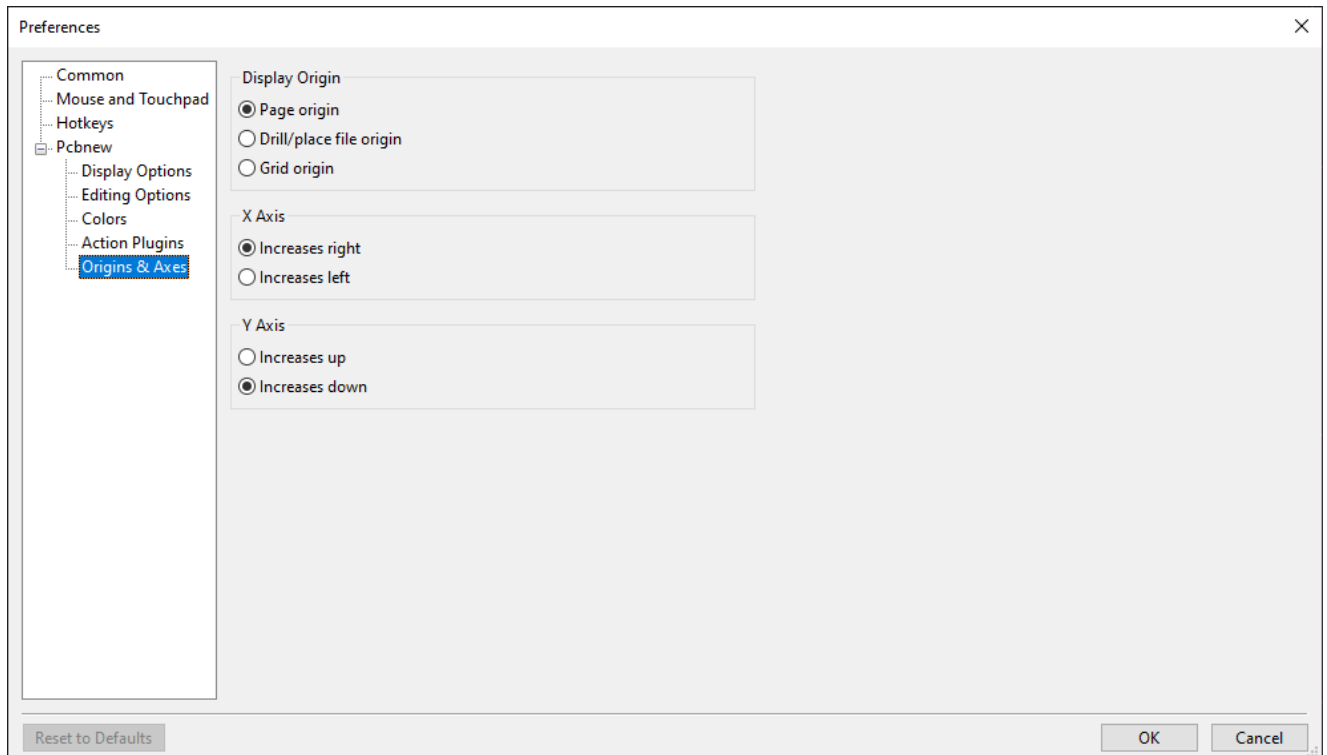 Preferences
Common
Mouse and Touchpad
Hotkeys
Pcbnew
Display Options
Editing Options
Colors
Action Plugins
Origins & Axes
Display Origin
Page origin
Drill/place file origin
Grid origin
X Axis
Increases right
Increases left
Y Axis
Increases up
Increases down
Reset to Defaults
OK
Cancel